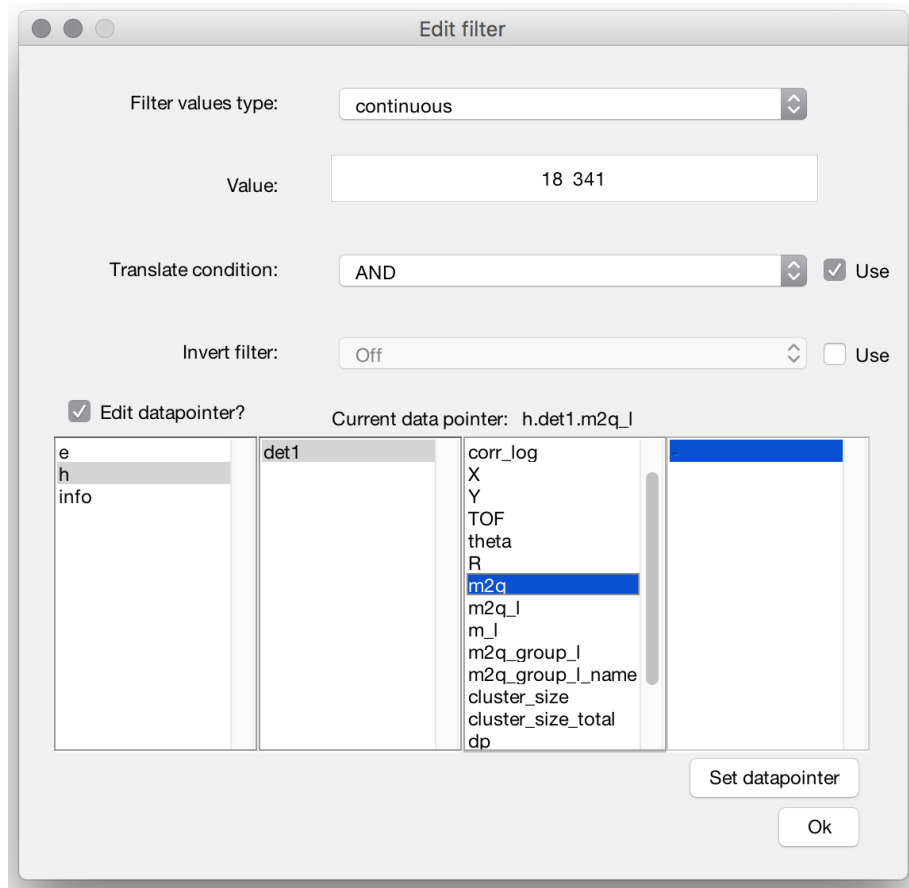 Edit filter
Filter values type: continuous
Value: 18 341
Translate condition: AND Use
Invert filter: Off Use
Edit datapointer? Current data pointer: h.det1.m2q_l
e
h
info
det1
corr_log
X
Y
TOF
theta
R
m2q
m2q_l
m_l
m2q_group_l
m2q_group_l_name
cluster_size
cluster_size_total
dp
-
Set datapointer
Ok